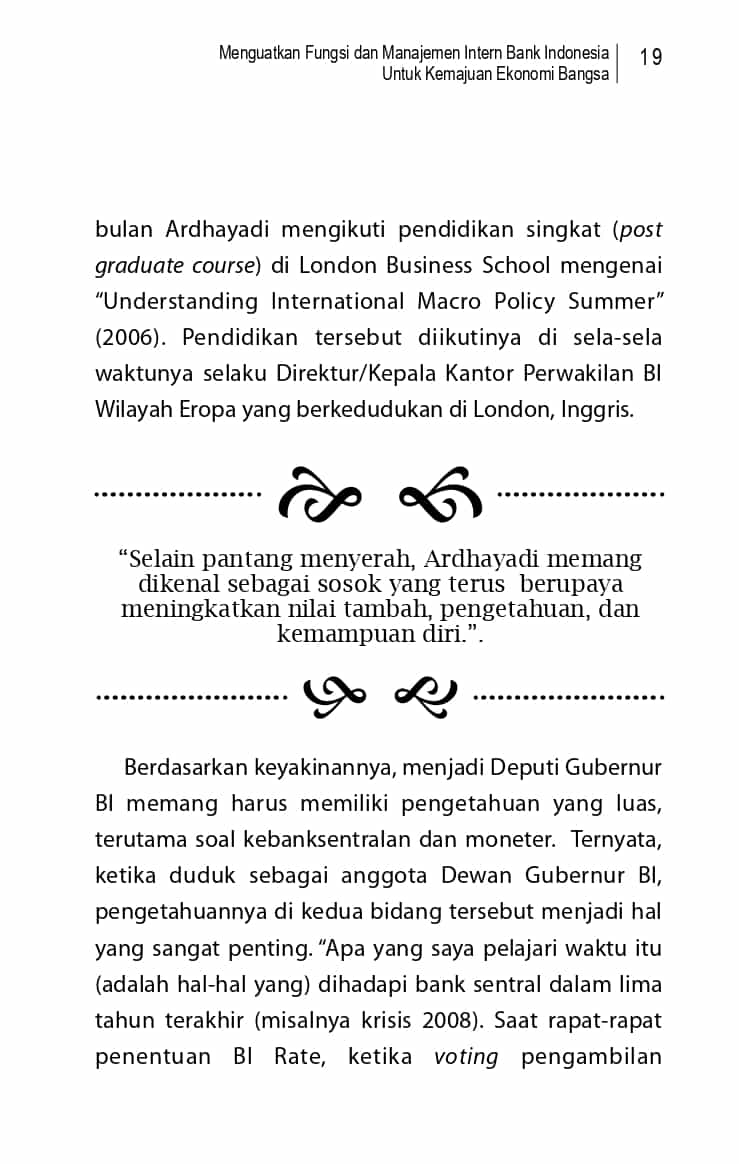 Menguatkan Fungsi dan Manajemen Intern Bank Indonesia
Untuk Kemajuan Ekonomi Bangsa
19
bulan Ardhayadi mengikuti pendidikan singkat (post
graduate course) di London Business School mengenai
“Understanding International Macro Policy Summer”
(2006). Pendidikan tersebut diikutinya di sela-sela
waktunya selaku Direktur/Kepala Kantor Perwakilan BI
Wilayah Eropa yang berkedudukan di London, Inggris.
“Selain pantang menyerah, Ardhayadi memang
dikenal sebagai sosok yang terus  berupaya
meningkatkan nilai tambah, pengetahuan, dan
kemampuan diri.”.
Berdasarkan keyakinannya, menjadi Deputi Gubernur
BI memang harus memiliki pengetahuan yang luas,
terutama soal kebanksentralan dan moneter.  Ternyata,
ketika duduk sebagai anggota Dewan Gubernur BI,
pengetahuannya di kedua bidang tersebut menjadi hal
yang sangat penting. “Apa yang saya pelajari waktu itu
(adalah hal-hal yang) dihadapi bank sentral dalam lima
tahun terakhir (misalnya krisis 2008). Saat rapat-rapat
penentuan BI Rate, ketika voting pengambilan